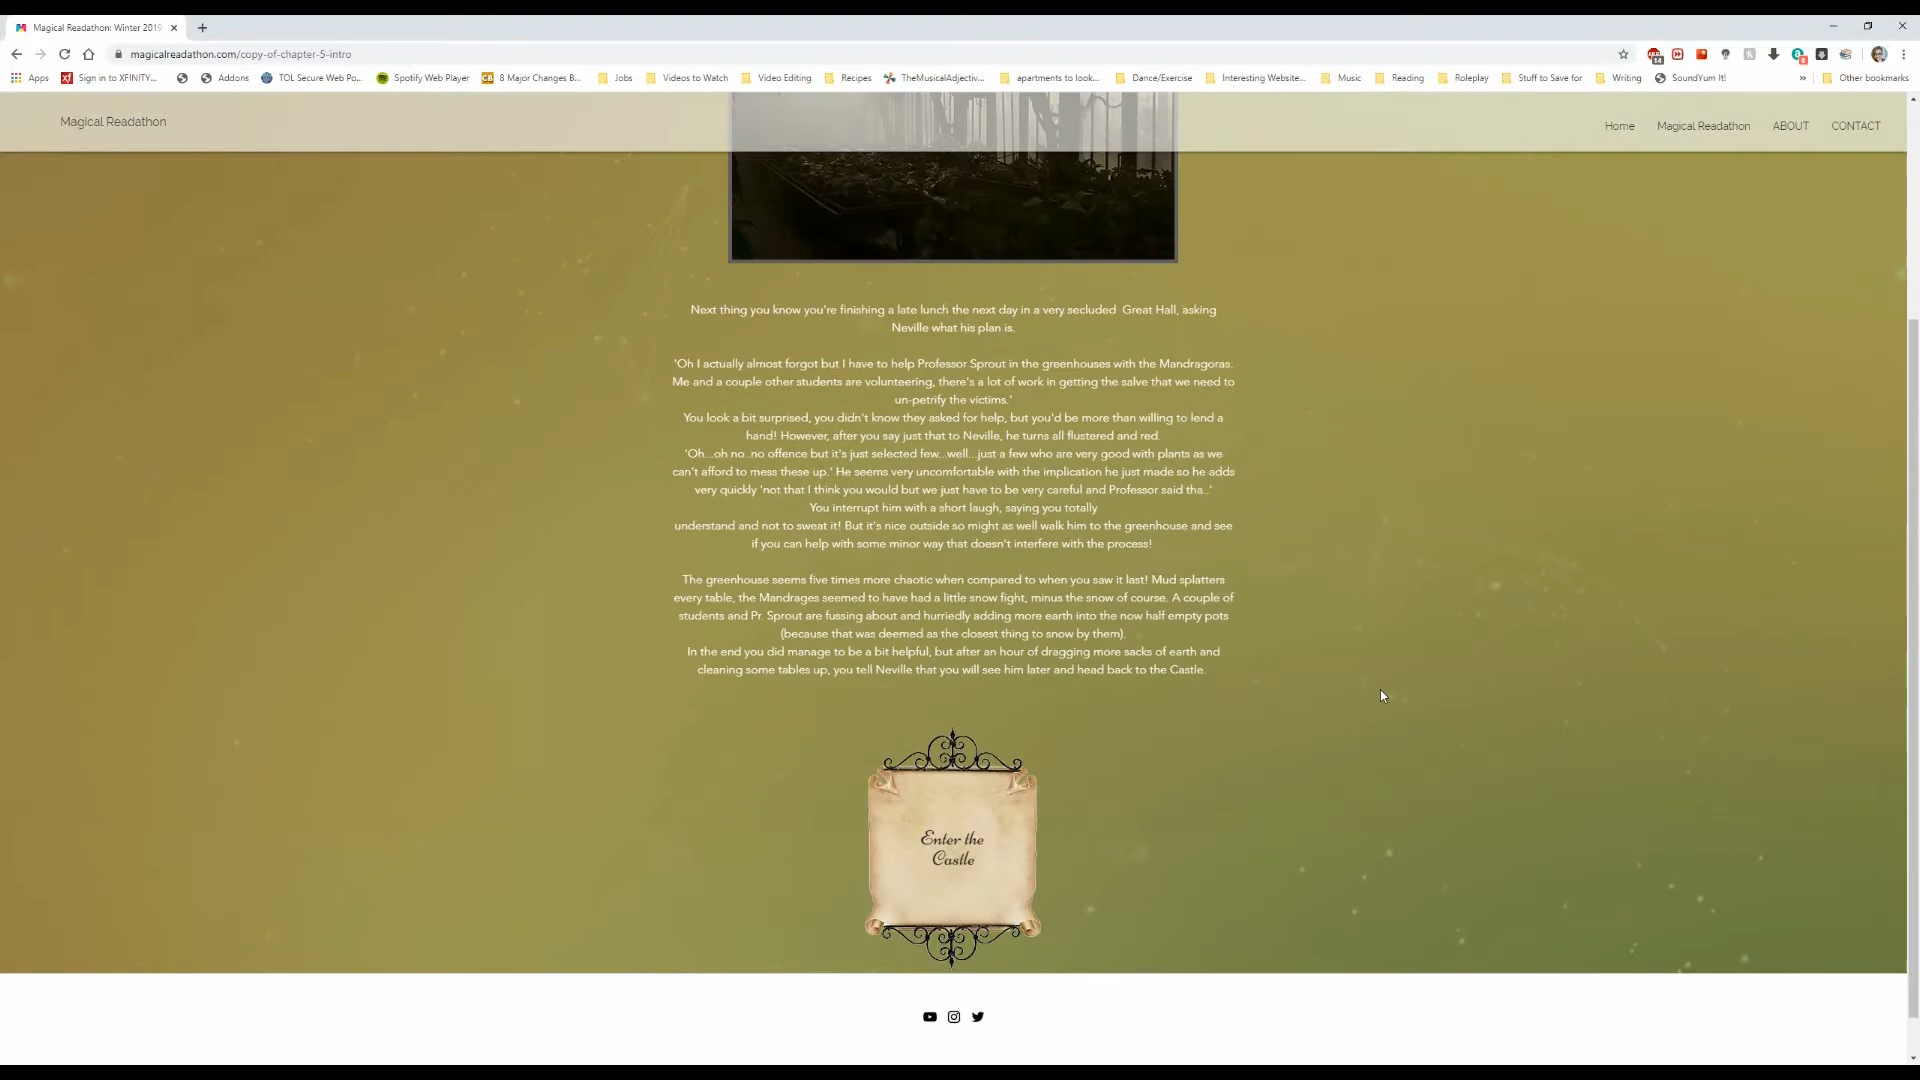 Magical Readathon: Winter 2019
magicalreadathon.com/copy-of-chapter-5-intro
14
8
Apps
Sign in to XFINITY...
Addons
TOL Secure Web Po...
Spotify Web Player
8 Major Changes B...
Jobs
Videos to Watch
Video Editing
Recipes
TheMusicalAdjectiv...
apartments to look...
Dance/Exercise
Interesting Website...
Music
Reading
Roleplay
Stuff to Save for
Writing
SoundYum It!
»
Other bookmarks
Magical Readathon
Home
Magical Readathon
ABOUT
CONTACT
Next thing you know you're finishing a late lunch the next day in a very secluded Great Hall, asking
Neville what his plan is.
'Oh I actually almost forgot but I have to help Professor Sprout in the greenhouses with the Mandragoras.
Me and a couple other students are volunteering, there's a lot of work in getting the salve that we need to
un-petrify the victims.'
You look a bit surprised, you didn't know they asked for help, but you'd be more than willing to lend a
hand! However, after you say just that to Neville, he turns all flustered and red.
'Oh...oh no..no offence but it's just selected few...well...just a few who are very good with plants as we
can't afford to mess these up.' He seems very uncomfortable with the implication he just made so he adds
very quickly 'not that I think you would but we just have to be very careful and Professor said tha..'
You interrupt him with a short laugh, saying you totally
understand and not to sweat it! But it's nice outside so might as well walk him to the greenhouse and see
if you can help with some minor way that doesn't interfere with the process!
The greenhouse seems five times more chaotic when compared to when you saw it last! Mud splatters
every table, the Mandrages seemed to have had a little snow fight, minus the snow of course. A couple of
students and Pr. Sprout are fussing about and hurriedly adding more earth into the now half empty pots
(because that was deemed as the closest thing to snow by them).
In the end you did manage to be a bit helpful, but after an hour of dragging more sacks of earth and
cleaning some tables up, you tell Neville that you will see him later and head back to the Castle.
Enter the
Castle